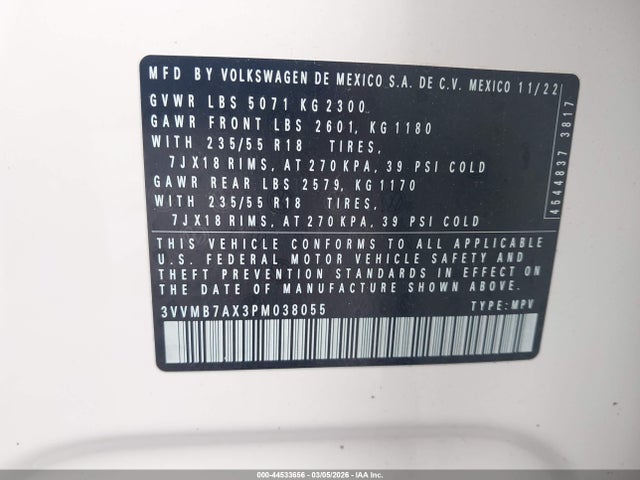 MFD BY VOLKSWAGEN DE MEXICO S.A. DE C.V. MEXICO 11/22
GVWR LBS 5071 KG 2300
GAWR FRONT LBS 2601, KG 1180
WITH 235/55 R18 TIRES,
7JX18 RIMS, AT 270 KPA, 39 PSI COLD
GAWR REAR LBS 2579, KG 1170
WITH 235/55 R18 TIRES,
7JX18 RIMS, AT 270 KPA, 39 PSI COLD
4544837 3817
THIS VEHICLE CONFORMS TO ALL APPLICABLE
U.S. FEDERAL MOTOR VEHICLE SAFETY AND
THEFT PREVENTION STANDARDS IN EFFECT ON
THE DATE OF MANUFACTURE SHOWN ABOVE.
3VVMB7AX3PM038055 TYPE: MPV
000-44533656 - 03/05/2026 - IAA Inc.